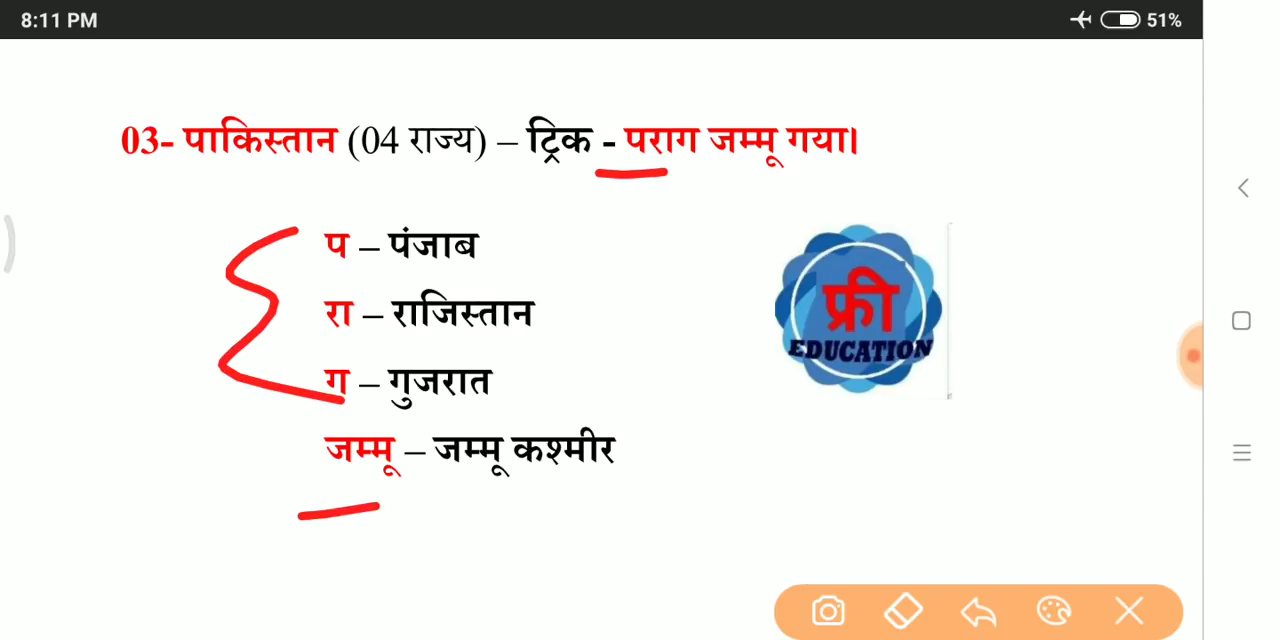 8:11 PM 51%
03- पाकिस्तान (04 राज्य) – ट्रिक - पराग जम्मू गया।
प – पंजाब
रा – राजिस्तान
ग – गुजरात
जम्मू – जम्मू कश्मीर
फ्री
EDUCATION